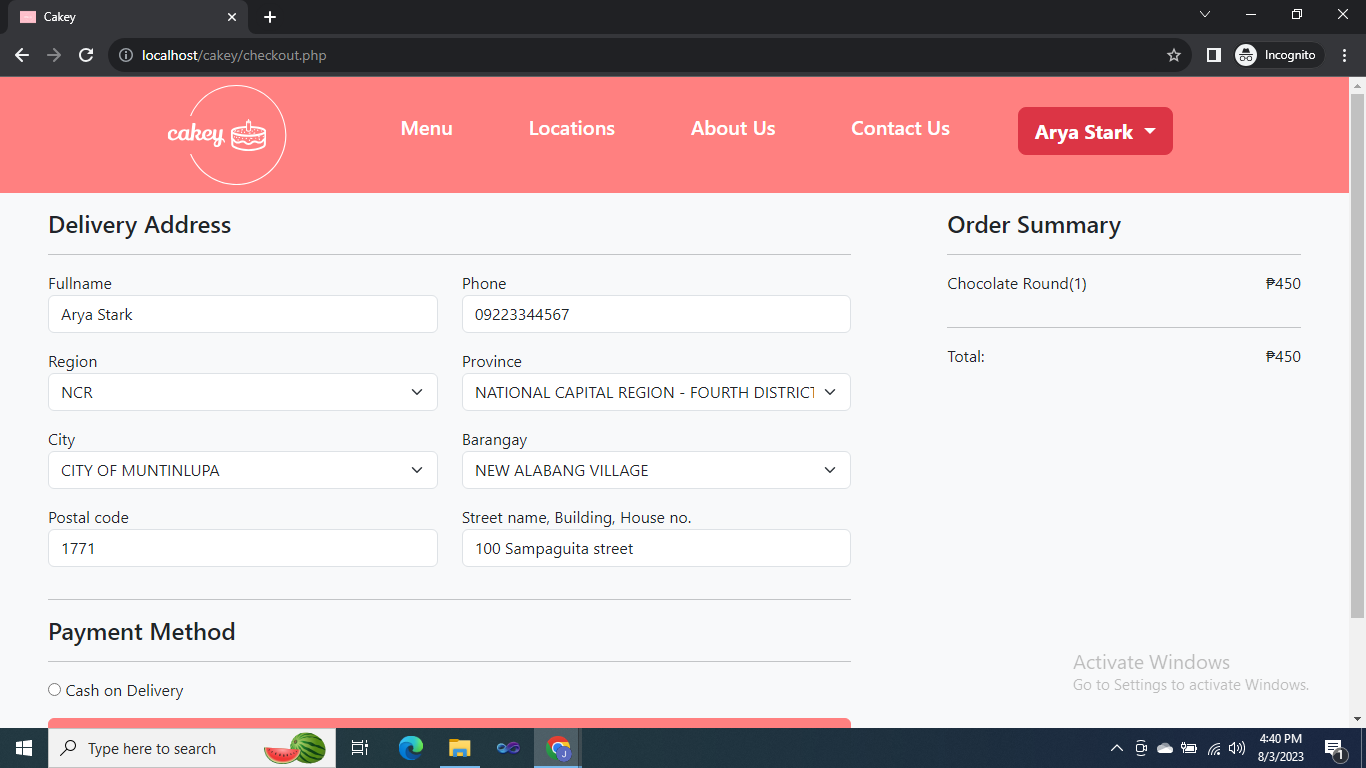 Cakey
localhost/cakey/checkout.php
Incognito
cakey
Menu
Locations
About Us
Contact Us
Arya Stark
Delivery Address
Fullname
Phone
Arya Stark
09223344567
Region
Province
NCR
NATIONAL CAPITAL REGION - FOURTH DISTRICT
City
Barangay
CITY OF MUNTINLUPA
NEW ALABANG VILLAGE
Postal code
Street name, Building, House no.
1771
100 Sampaguita street
Payment Method
Cash on Delivery
Order Summary
Chocolate Round(1) ₱450
Total: ₱450
Activate Windows
Go to Settings to activate Windows.
Type here to search
J
4:40 PM
8/3/2023
1